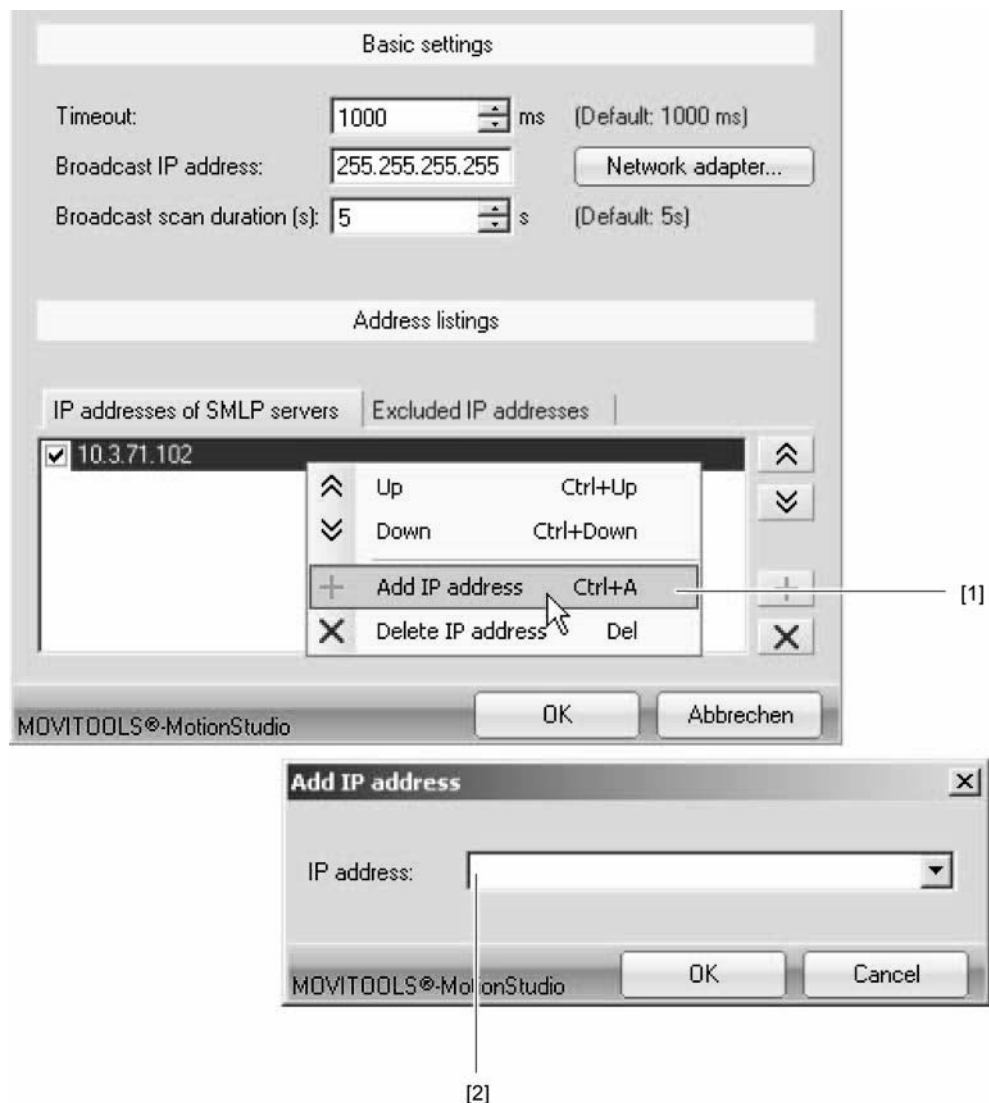 Basic settings
Timeout: 1000 ms (Default: 1000 ms)
Broadcast IP address: 255.255.255.255 Network adapter...
Broadcast scan duration (s): 5 s (Default: 5s)
Address listings
IP addresses of SMLP servers Excluded IP addresses
10.3.71.102
Up Ctrl+Up
Down Ctrl+Down
Add IP address Ctrl+A [1]
Delete IP address Del
MOVITOOLS®-MotionStudio OK Abbrechen
Add IP address
IP address:
MOVITOOLS®-MotionStudio OK Cancel
[2]